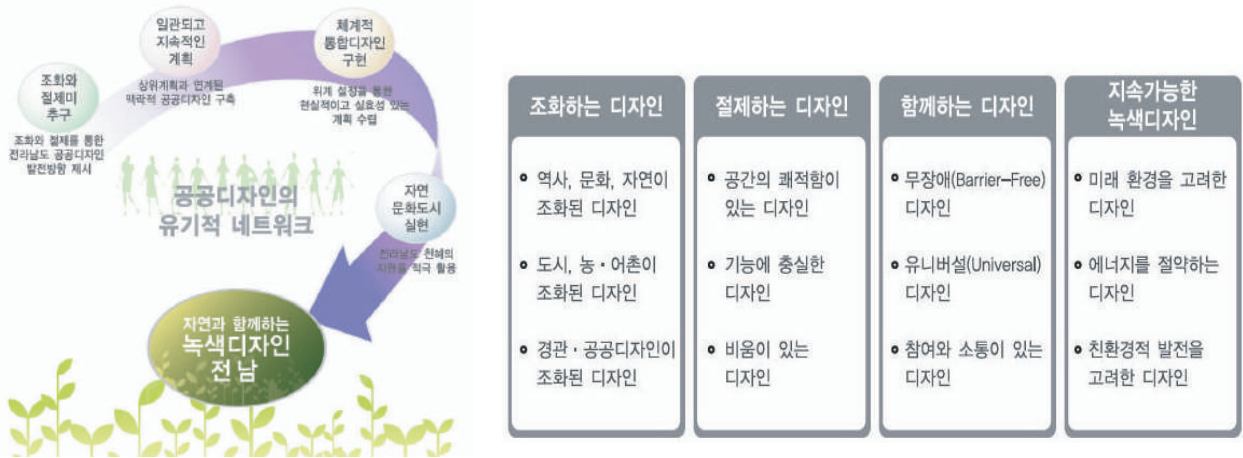 일관되고
지속적인
계획
상위계획과 연계된
맥락적 공공디자인 구축
체계적
통합디자인
구현
위계 설정을 통한
현실적이고 실효성 있는
계획 수립
조화와
절제미
추구
조화와 절제를 통한
전라남도 공공디자인
발전방향 제시
공공디자인의
유기적 네트워크
자연
문화도시
실현
전라남도 천혜의
자원을 적극 활용
자연과 함께하는
녹색디자인
전남
조화하는 디자인
• 역사, 문화, 자연이
조화된 디자인
• 도시, 농·어촌이
조화된 디자인
• 경관·공공디자인이
조화된 디자인
절제하는 디자인
• 공간의 쾌적함이
있는 디자인
• 기능에 충실한
디자인
• 비움이 있는
디자인
함께하는 디자인
• 무장애(Barrier-Free)
디자인
• 유니버설(Universal)
디자인
• 참여와 소통이 있는
디자인
지속가능한
녹색디자인
• 미래 환경을 고려한
디자인
• 에너지를 절약하는
디자인
• 친환경적 발전을
고려한 디자인